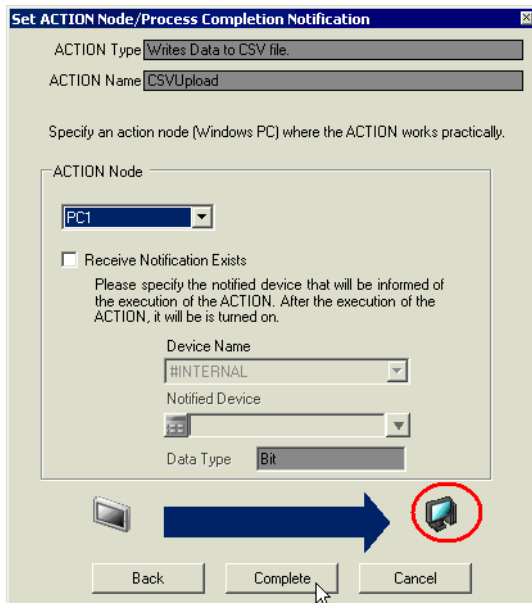 Set ACTION Node/Process Completion Notification
ACTION Type Writes Data to CSV file.
ACTION Name CSVUpload
Specify an action node (Windows PC) where the ACTION works practically.
ACTION Node
PC1
Receive Notification Exists
Please specify the notified device that will be informed of
the execution of the ACTION. After the execution of the
ACTION, it will be is turned on.
Device Name
#INTERNAL
Notified Device
Data Type Bit
Back Complete Cancel